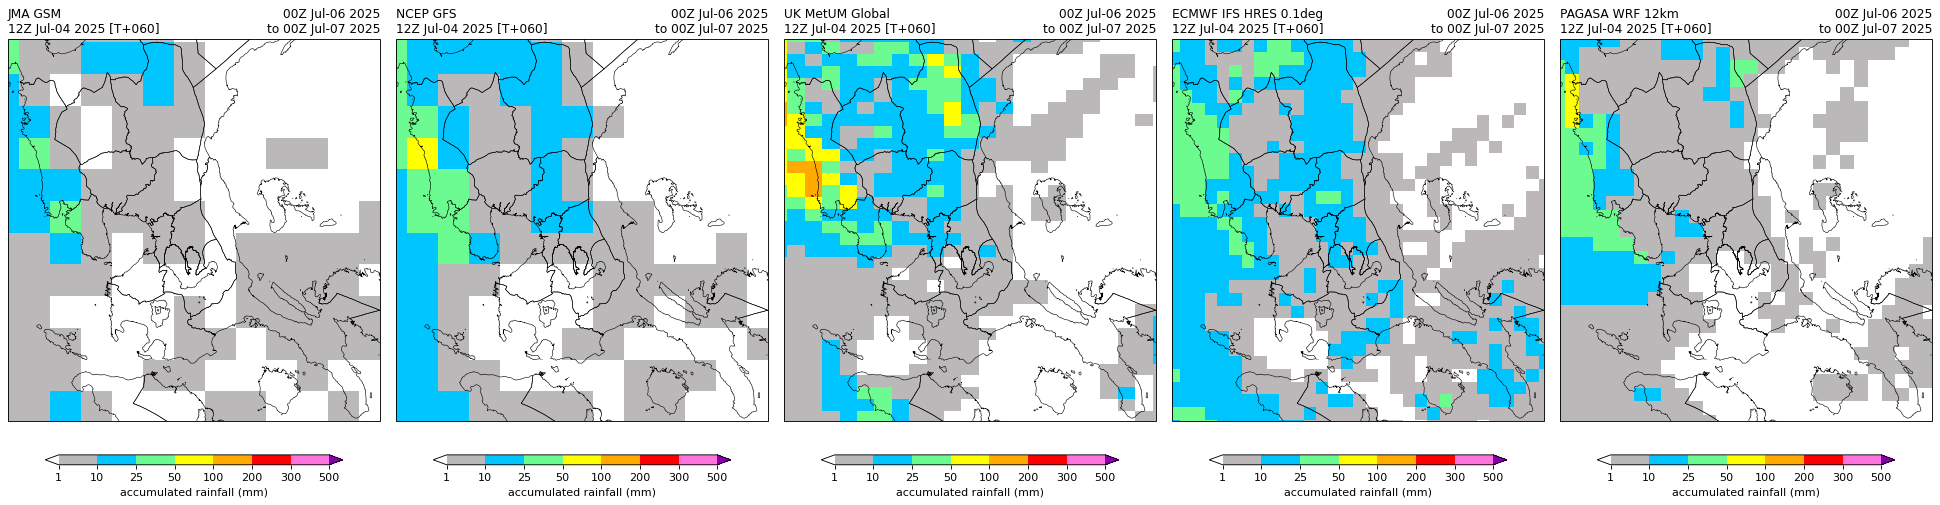 JMA GSM 00Z Jul-06 2025
12Z Jul-04 2025 [T+060] to 00Z Jul-07 2025
NCEP GFS 00Z Jul-06 2025
12Z Jul-04 2025 [T+060] to 00Z Jul-07 2025
UK MetUM Global 00Z Jul-06 2025
12Z Jul-04 2025 [T+060] to 00Z Jul-07 2025
ECMWF IFS HRES 0.1deg 00Z Jul-06 2025
12Z Jul-04 2025 [T+060] to 00Z Jul-07 2025
PAGASA WRF 12km 00Z Jul-06 2025
12Z Jul-04 2025 [T+060] to 00Z Jul-07 2025
1 10 25 50 100 200 300 500
accumulated rainfall (mm)
1 10 25 50 100 200 300 500
accumulated rainfall (mm)
1 10 25 50 100 200 300 500
accumulated rainfall (mm)
1 10 25 50 100 200 300 500
accumulated rainfall (mm)
1 10 25 50 100 200 300 500
accumulated rainfall (mm)